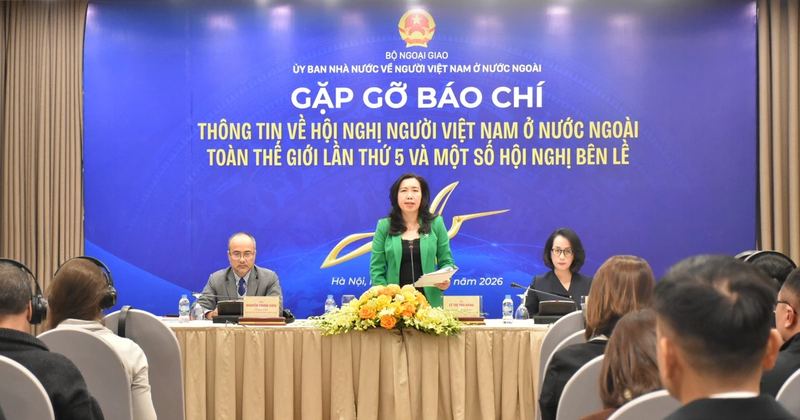 BỘ NGOẠI GIAO
ỦY BAN NHÀ NƯỚC VỀ NGƯỜI VIỆT NAM Ở NƯỚC NGOÀI
GẶP GỠ BÁO CHÍ
THÔNG TIN VỀ HỘI NGHỊ NGƯỜI VIỆT NAM Ở NƯỚC NGOÀI
TOÀN THẾ GIỚI LẦN THỨ 5 VÀ MỘT SỐ HỘI NGHỊ BÊN LỀ
Hà Nội, 2026